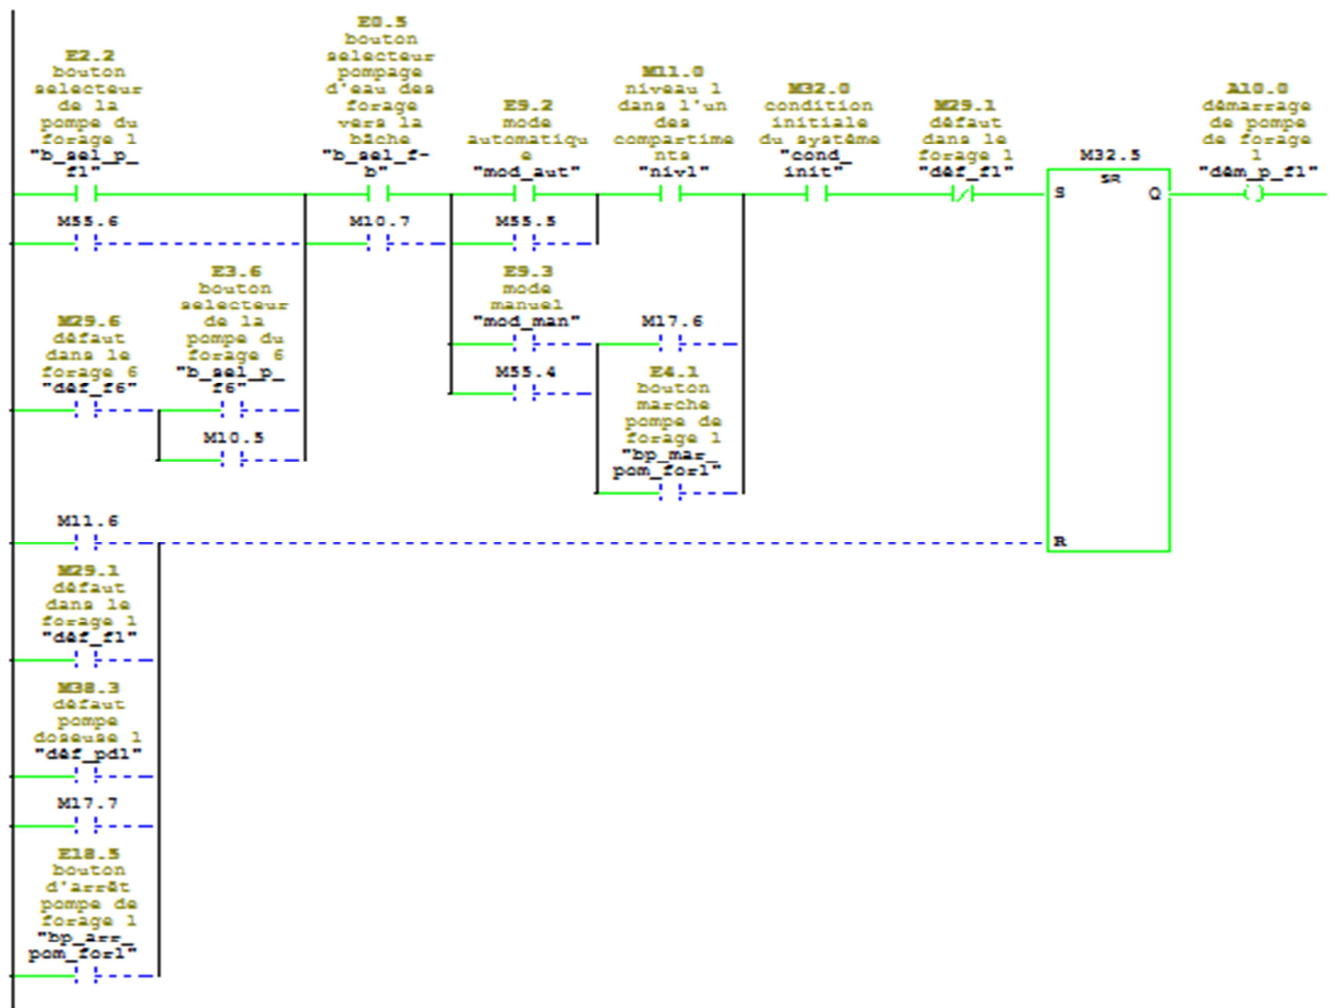 E2.2
bouton
selecteur
de la
pompe du
forage 1
"b_sel_p_
f1"
E0.5
bouton
selecteur
pompage
d'eau des
forage
vers la
bâche
"b_sel_f-
b"
E9.2
mode
automatiqu
e
"mod_aut"
M11.0
niveau 1
dans l'un
des
compartime
nts
"niv1"
M32.0
condition
initiale
du système
"cond_
init"
M29.1
défaut
dans le
forage 1
"déf_f1"
M32.5
SR
S
Q
R
A10.0
démarrage
de pompe
de forage
1
"dém_p_f1"
M55.6
M10.7
M55.5
M29.6
défaut
dans le
forage 6
"déf_f6"
E3.6
bouton
selecteur
de la
pompe du
forage 6
"b_sel_p_
f6"
M10.5
E9.3
mode
manuel
"mod_man"
M17.6
M55.4
E4.1
bouton
marche
pompe de
forage 1
"bp_mar_
pom_for1"
M11.6
M29.1
défaut
dans le
forage 1
"déf_f1"
M38.3
défaut
pompe
doseuse 1
"déf_pd1"
M17.7
E18.5
bouton
d'arrêt
pompe de
forage 1
"bp_arr_
pom_for1"